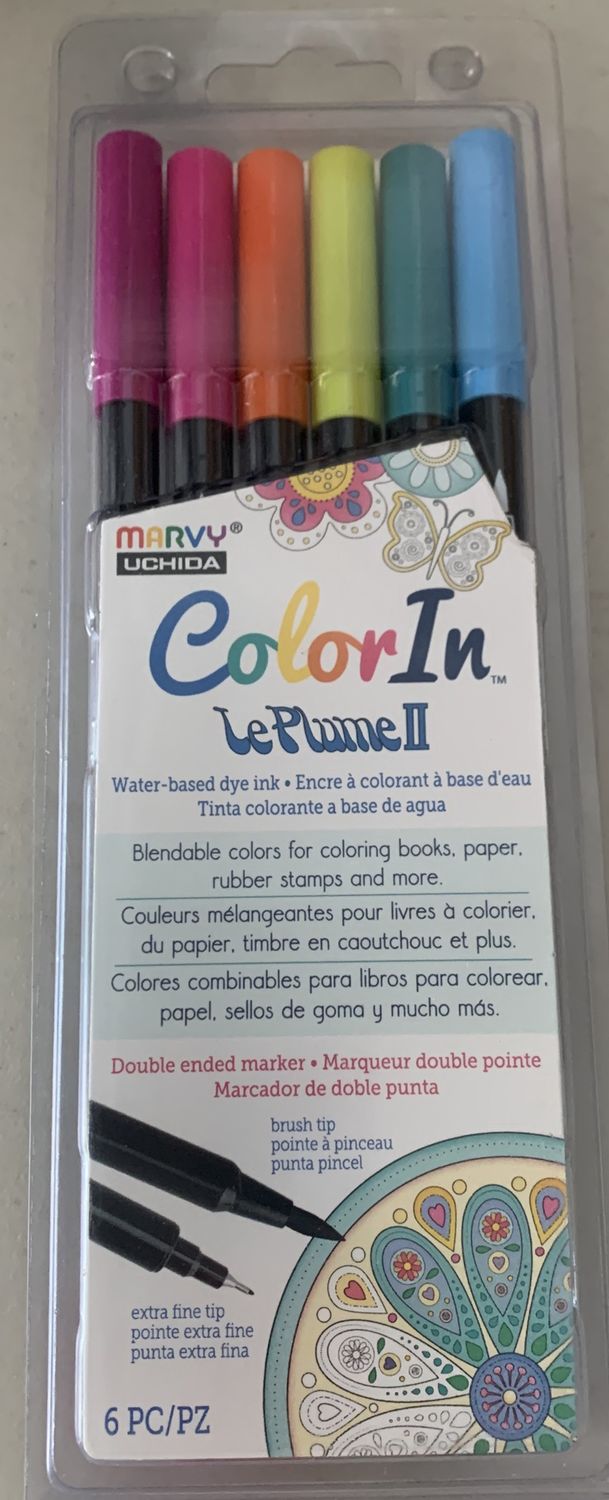 MARVY®
UCHIDA
ColorIn™
Le Plume II
Water-based dye ink • Encre à colorant à base d'eau
Tinta colorante a base de agua
Blendable colors for coloring books, paper,
rubber stamps and more.
Couleurs mélangeantes pour livres à colorier,
du papier, timbre en caoutchouc et plus.
Colores combinables para libros para colorear,
papel, sellos de goma y mucho más.
Double ended marker • Marqueur double pointe
Marcador de doble punta
brush tip
pointe à pinceau
punta pincel
extra fine tip
pointe extra fine
punta extra fina
6 PC/PZ